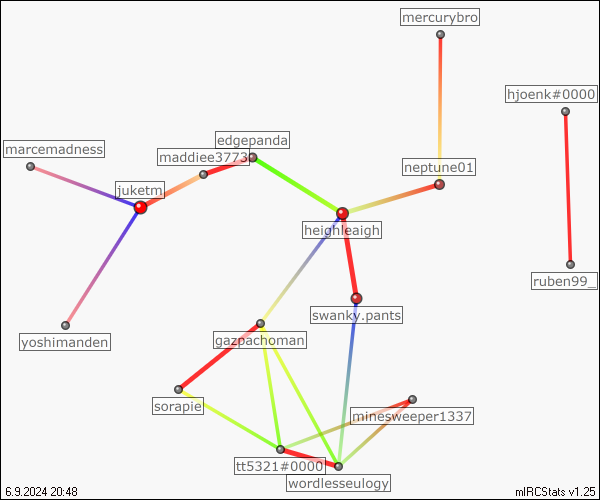 mercurybro
hjoenk#0000
edgepanda
marcemadness
maddiee3773
neptune01
juketm
heighleaigh
ruben99_
swanky.pants
yoshimanden
gazpachoman
sorapie
minesweeper1337
tt5321#0000
wordlesseulogy
6.9.2024 20:48
mIRCStats v1.25